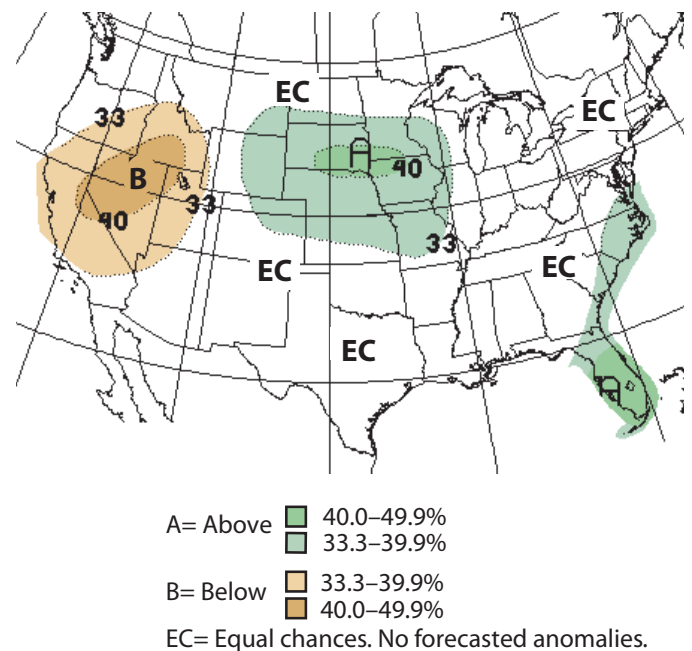 EC
A
EC
33
40
B
33
40
33
EC
EC
EC
A
A= Above
40.0–49.9%
33.3–39.9%
B= Below
33.3–39.9%
40.0–49.9%
EC= Equal chances. No forecasted anomalies.